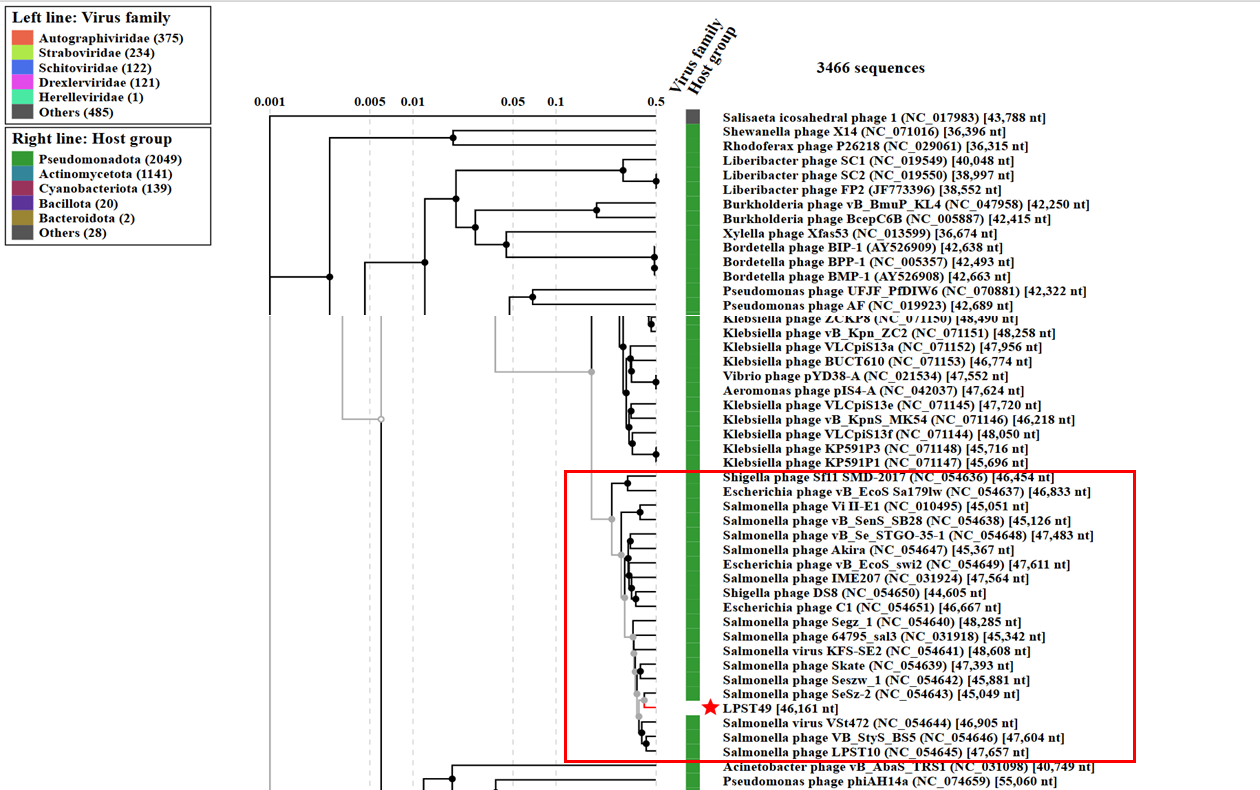 Left line: Virus family
Autographiviridae (375)
Straboviridae (234)
Schitoviridae (122)
Drexlerviridae (121)
Herelleviridae (1)
Others (485)
Right line: Host group
Pseudomonadota (2049)
Actinomycetota (1141)
Cyanobacteriota (139)
Bacillota (20)
Bacteroidota (2)
Others (28)
Virus family
Host group
3466 sequences
0.001 0.005 0.01 0.05 0.1 0.5
Salisaeta icosahedral phage 1 (NC_017983) [43,788 nt]
Shewanella phage X14 (NC_071016) [36,396 nt]
Rhodoferax phage P26218 (NC_029061) [36,315 nt]
Liberibacter phage SC1 (NC_019549) [40,048 nt]
Liberibacter phage SC2 (NC_019550) [38,997 nt]
Liberibacter phage FP2 (JF773396) [38,552 nt]
Burkholderia phage vB_BmuP_KL4 (NC_047958) [42,250 nt]
Burkholderia phage BcepC6B (NC_005887) [42,415 nt]
Xylella phage Xfas53 (NC_013599) [36,674 nt]
Bordetella phage BIP-1 (AY526909) [42,638 nt]
Bordetella phage BPP-1 (NC_005357) [42,493 nt]
Bordetella phage BMP-1 (AY526908) [42,663 nt]
Pseudomonas phage UFJF_PfDIW6 (NC_070881) [42,322 nt]
Pseudomonas phage AF (NC_019923) [42,689 nt]
Klebsiella phage ZCKP8 (NC_071150) [48,490 nt]
Klebsiella phage vB_Kpn_ZC2 (NC_071151) [48,258 nt]
Klebsiella phage VLCpiS13a (NC_071152) [47,956 nt]
Klebsiella phage BUCT610 (NC_071153) [46,774 nt]
Vibrio phage pYD38-A (NC_021534) [47,552 nt]
Aeromonas phage pIS4-A (NC_042037) [47,624 nt]
Klebsiella phage VLCpiS13e (NC_071145) [47,720 nt]
Klebsiella phage vB_KpnS_MK54 (NC_071146) [46,218 nt]
Klebsiella phage VLCpiS13f (NC_071144) [48,050 nt]
Klebsiella phage KP591P3 (NC_071148) [45,716 nt]
Klebsiella phage KP591P1 (NC_071147) [45,696 nt]
Shigella phage Sf11 SMD-2017 (NC_054636) [46,454 nt]
Escherichia phage vB_EcoS Sa179lw (NC_054637) [46,833 nt]
Salmonella phage Vi II-E1 (NC_010495) [45,051 nt]
Salmonella phage vB_SenS_SB28 (NC_054638) [45,126 nt]
Salmonella phage vB_Se_STGO-35-1 (NC_054648) [47,483 nt]
Salmonella phage Akira (NC_054647) [45,367 nt]
Escherichia phage vB_EcoS_swi2 (NC_054649) [47,611 nt]
Salmonella phage IME207 (NC_031924) [47,564 nt]
Shigella phage DS8 (NC_054650) [44,605 nt]
Escherichia phage C1 (NC_054651) [46,667 nt]
Salmonella phage Segz_1 (NC_054640) [48,285 nt]
Salmonella phage 64795_sal3 (NC_031918) [45,342 nt]
Salmonella virus KFS-SE2 (NC_054641) [48,608 nt]
Salmonella phage Skate (NC_054639) [47,393 nt]
Salmonella phage Seszw_1 (NC_054642) [45,881 nt]
Salmonella phage SeSz-2 (NC_054643) [45,049 nt]
LPST49 [46,161 nt]
Salmonella virus VSt472 (NC_054644) [46,905 nt]
Salmonella phage VB_StyS_BS5 (NC_054646) [47,604 nt]
Salmonella phage LPST10 (NC_054645) [47,657 nt]
Acinetobacter phage vB_AbaS_TRS1 (NC_031098) [40,749 nt]
Pseudomonas phage phiAH14a (NC_074659) [55,060 nt]